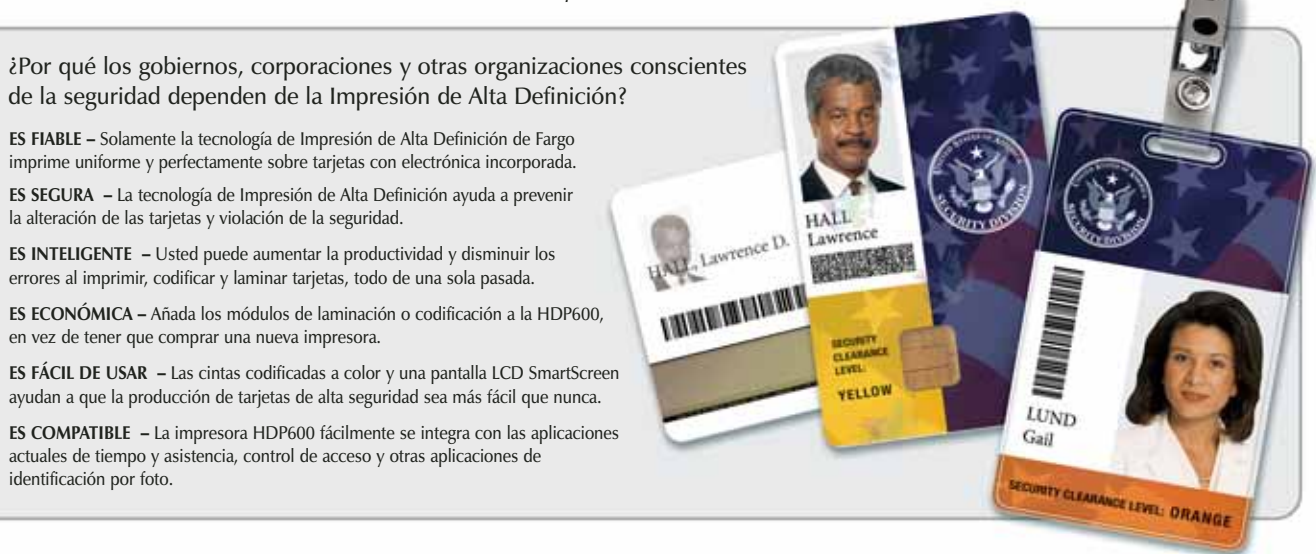 ¿Por qué los gobiernos, corporaciones y otras organizaciones conscientes
de la seguridad dependen de la Impresión de Alta Definición?
ES FIABLE – Solamente la tecnología de Impresión de Alta Definición de Fargo
imprime uniforme y perfectamente sobre tarjetas con electrónica incorporada.
ES SEGURA – La tecnología de Impresión de Alta Definición ayuda a prevenir
la alteración de las tarjetas y violación de la seguridad.
ES INTELIGENTE – Usted puede aumentar la productividad y disminuir los
errores al imprimir, codificar y laminar tarjetas, todo de una sola pasada.
ES ECONÓMICA – Añada los módulos de laminación o codificación a la HDP600,
en vez de tener que comprar una nueva impresora.
ES FÁCIL DE USAR – Las cintas codificadas a color y una pantalla LCD SmartScreen
ayudan a que la producción de tarjetas de alta seguridad sea más fácil que nunca.
ES COMPATIBLE – La impresora HDP600 fácilmente se integra con las aplicaciones
actuales de tiempo y asistencia, control de acceso y otras aplicaciones de
identificación por foto.
HALL, Lawrence D.
HALL
Lawrence
UNITED STATES OF AMERICA
SECURITY DIVISION
SECURITY
CLEARANCE
LEVEL:
YELLOW
UNITED STATES OF AMERICA
SECURITY DIVISION
LUND
Gail
SECURITY CLEARANCE LEVEL: ORANGE